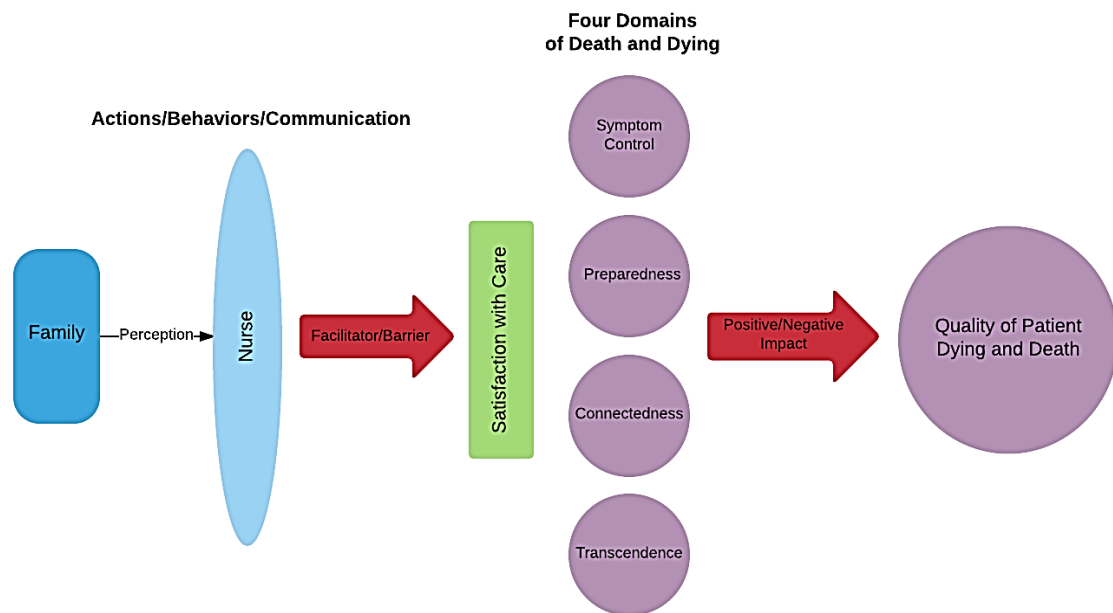 Four Domains
of Death and Dying
Actions/Behaviors/Communication
Family
Perception
Nurse
Facilitator/Barrier
Satisfaction with Care
Symptom
Control
Preparedness
Connectedness
Transcendence
Positive/Negative
Impact
Quality of Patient
Dying and Death